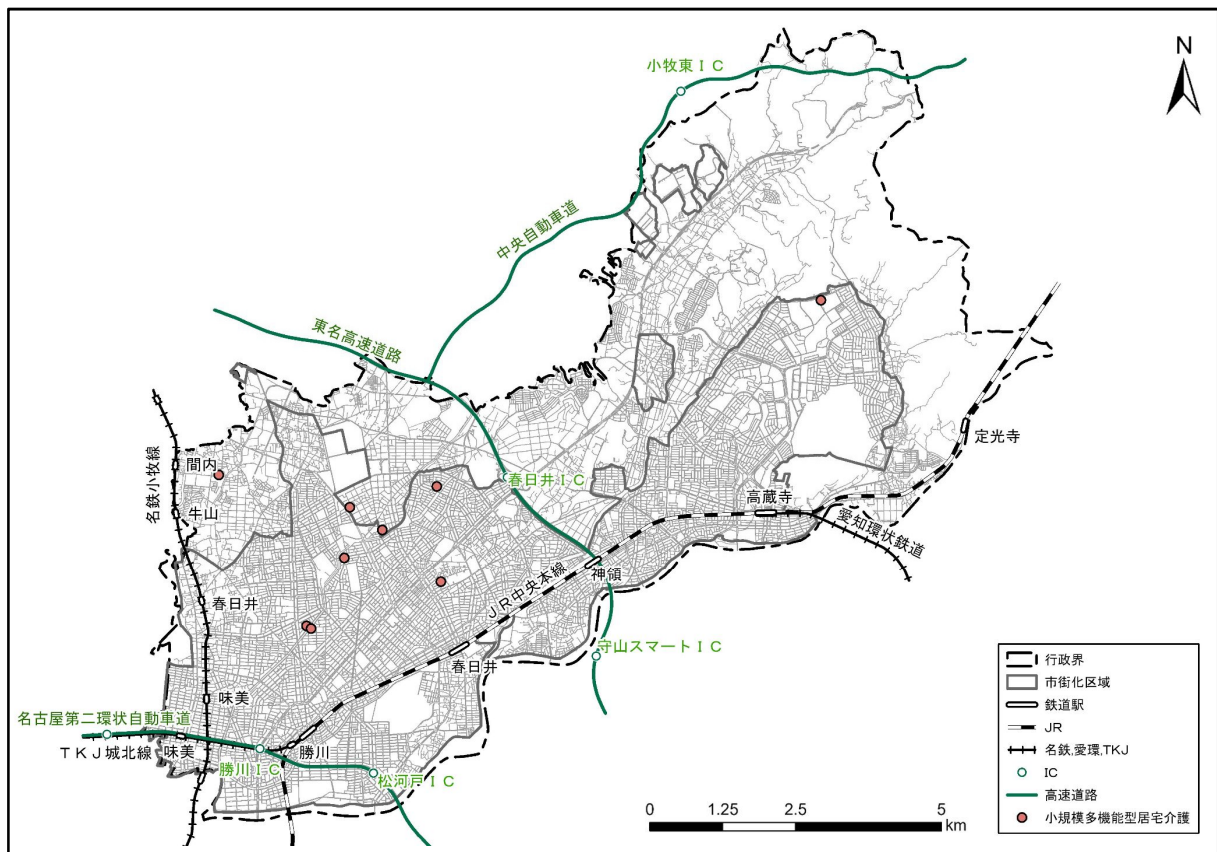 N
小牧東ＩＣ
中央自動車道
東名高速道路
定光寺
名鉄小牧線
間内
春日井ＩＣ
牛山
高蔵寺
愛知環状鉄道
ＪＲ中央本線
神領
春日井
守山スマートＩＣ
春日井
味美
名古屋第二環状自動車道
ＴＫＪ城北線
味美
勝川
勝川ＩＣ
松河戸ＩＣ
0
1.25
2.5
5
km
行政界
市街化区域
鉄道駅
JR
名鉄,愛環,TKJ
IC
高速道路
小規模多機能型居宅介護